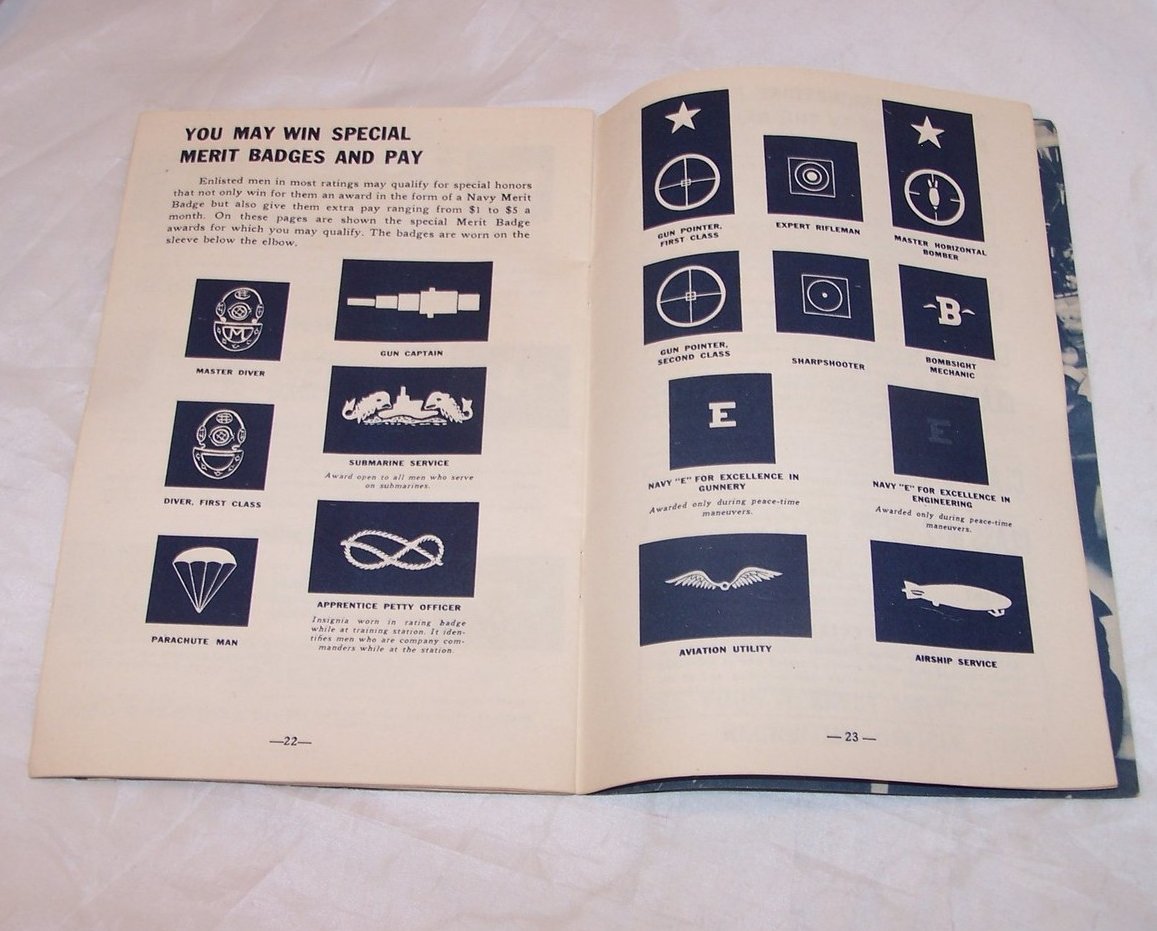 YOU MAY WIN SPECIAL
MERIT BADGES AND PAY
Enlisted men in most ratings may qualify for special honors
that not only win for them an award in the form of a Navy Merit
Badge but also give them extra pay ranging from $1 to $5 a
month. On these pages are shown the special Merit Badge
awards for which you may qualify. The badges are worn on the
sleeve below the elbow.
M
MASTER DIVER
GUN CAPTAIN
DIVER, FIRST CLASS
SUBMARINE SERVICE
Award open to all men who serve
on submarines.
PARACHUTE MAN
APPRENTICE PETTY OFFICER
Insignia worn in rating badge
while at training station. It iden-
tifies men who are company com-
manders while at the station.
—22—
GUN POINTER,
FIRST CLASS
EXPERT RIFLEMAN
MASTER HORIZONTAL
BOMBER
GUN POINTER,
SECOND CLASS
SHARPSHOOTER
B
BOMBSIGHT
MECHANIC
E
NAVY "E" FOR EXCELLENCE IN
GUNNERY
Awarded only during peace-time
maneuvers.
E
NAVY "E" FOR EXCELLENCE IN
ENGINEERING
Awarded only during peace-time
maneuvers.
AVIATION UTILITY
AIRSHIP SERVICE
—23—